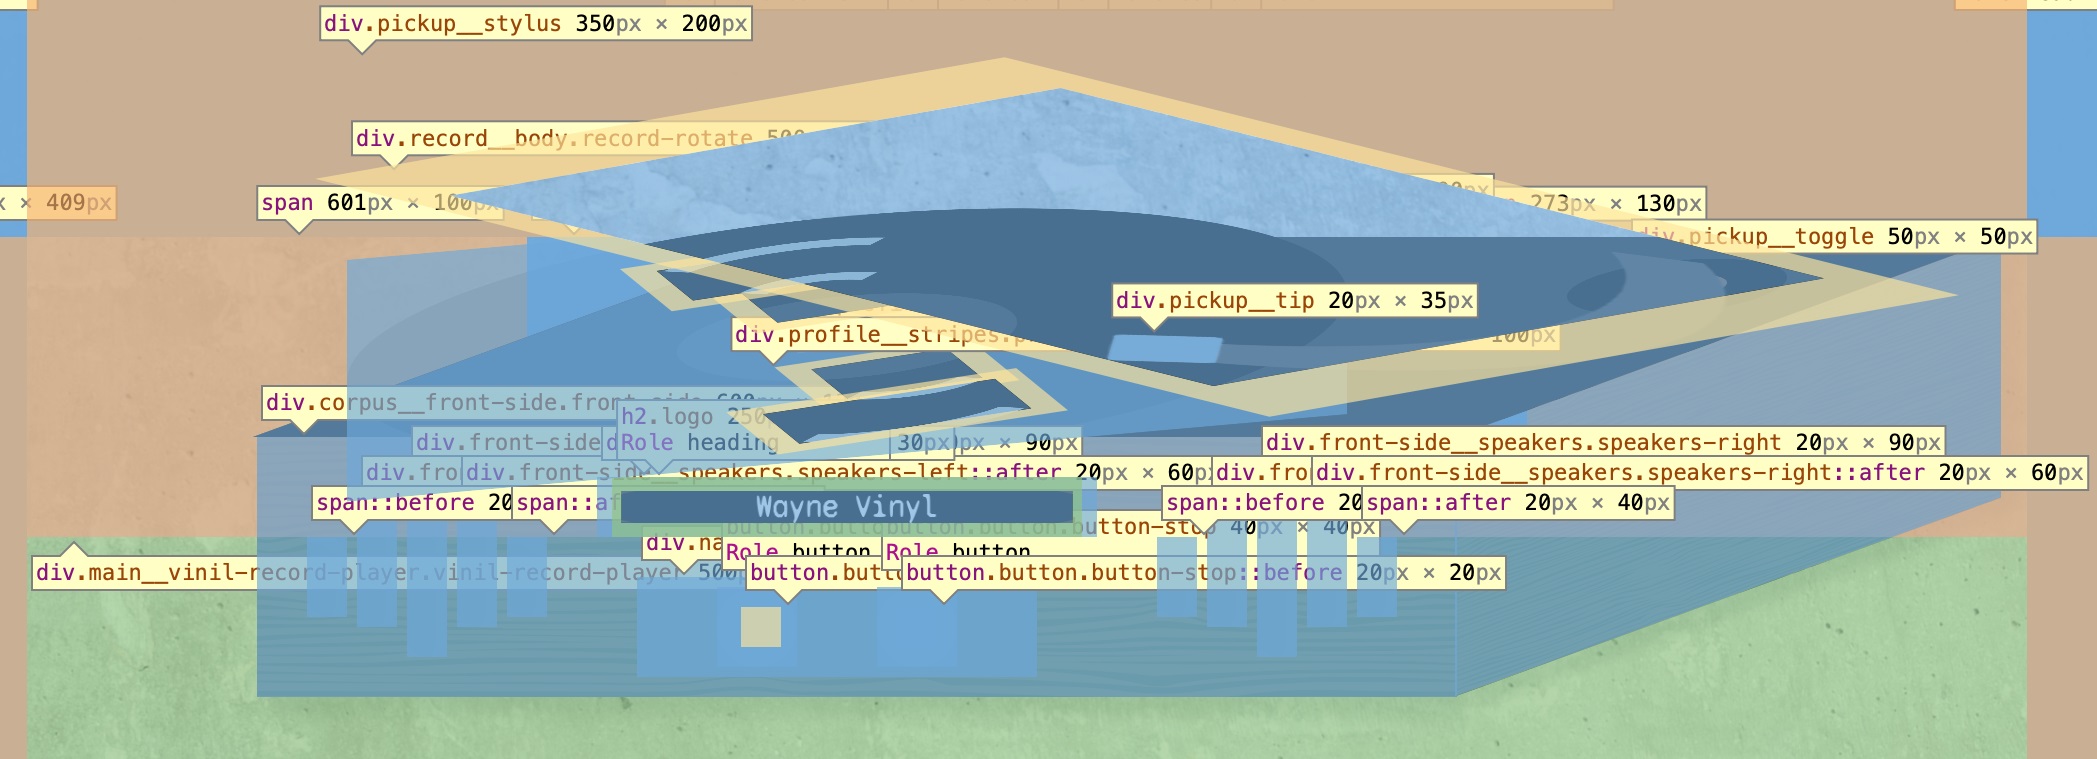 div.pickup__stylus 350px × 200px
div.record__body.record-rotate 500
× 409px
span 601px × 100px
273px × 130px
div.pickup__toggle 50px × 50px
div.pickup__tip 20px × 35px
div.profile__stripes.
100px
div.corpus__front-side.front-side 600px
h2.logo 250
div.front-side
Role heading
30px
px × 90px
div.front-side__speakers.speakers-right 20px × 90px
div.fro
div.front-side__speakers.speakers-left::after 20px × 60p
div.fro
div.front-side__speakers.speakers-right::after 20px × 60px
span::before 20
span::af
Wayne Vinyl
span::before 20
span::after 20px × 40px
button.button.button-stop 40px × 40px
div.na
Role button
Role button
div.main__vinil-record-player.vinil-record-player 500p
button.butto
button.button.button-stop::before 20px × 20px